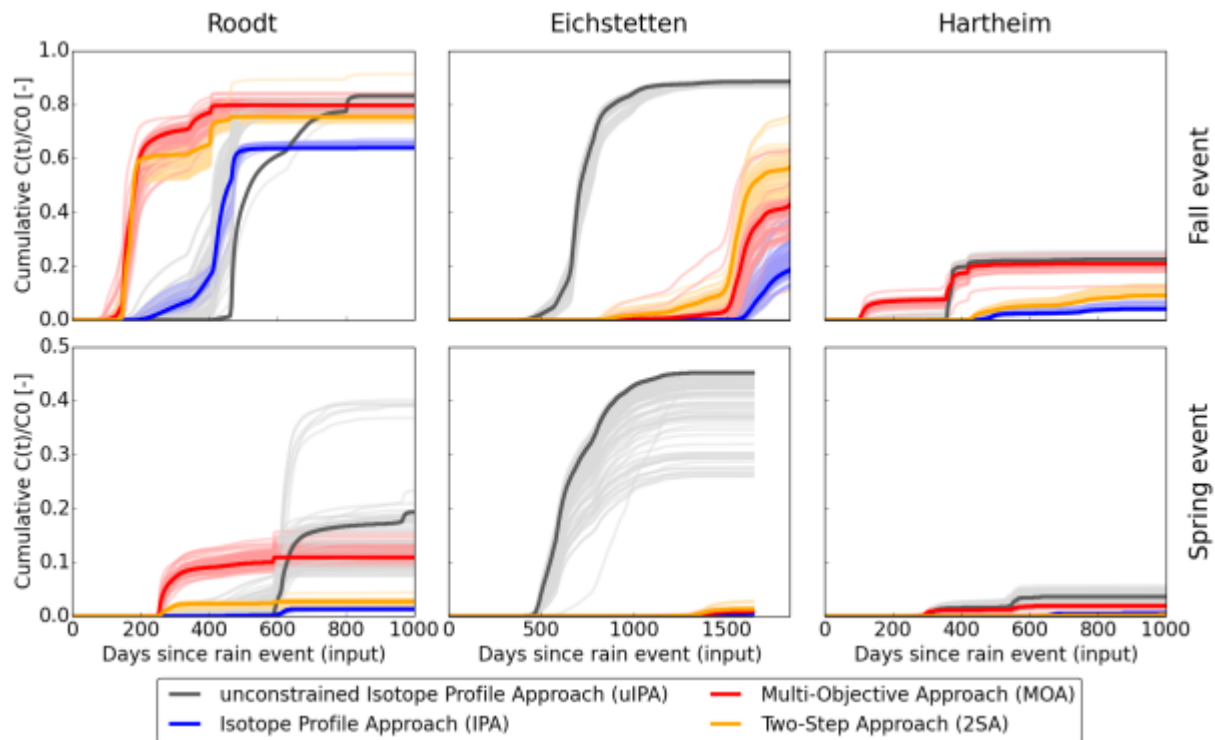 Roodt Eichstetten Hartheim
1.0
0.8
0.6
0.4
0.2
0.0
Cumulative C(t)/C0 [-]
Fall event
0.5
0.4
0.3
0.2
0.1
0.0
Cumulative C(t)/C0 [-]
Spring event
0 200 400 600 800 1000 0 500 1000 1500 0 200 400 600 800 1000
Days since rain event (input) Days since rain event (input) Days since rain event (input)
unconstrained Isotope Profile Approach (uIPA) Multi-Objective Approach (MOA)
Isotope Profile Approach (IPA) Two-Step Approach (2SA)